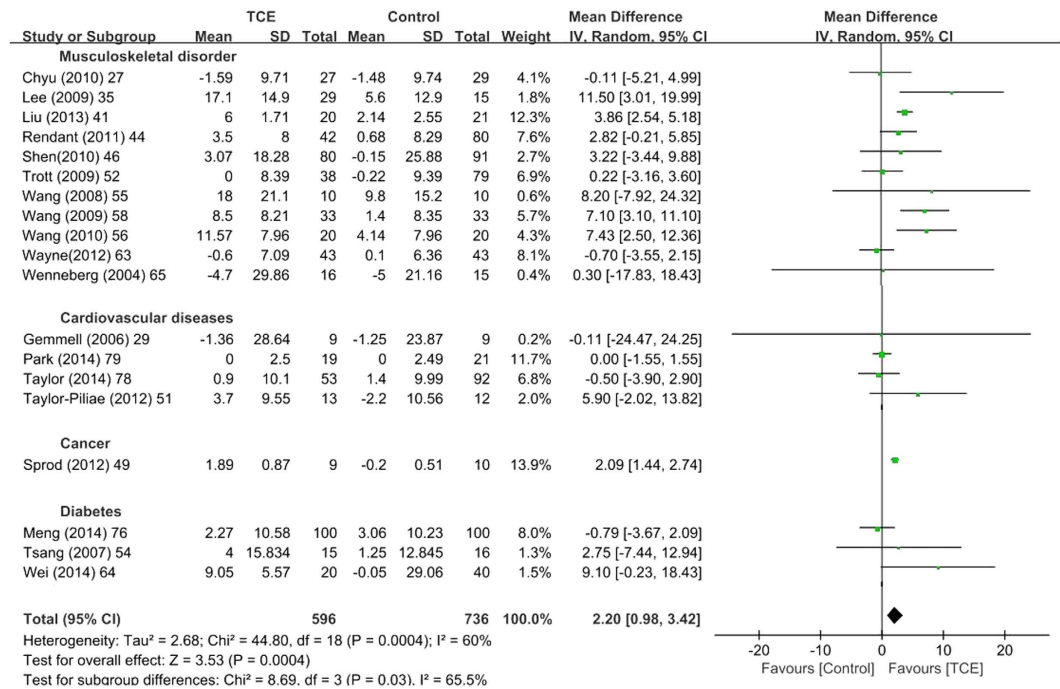 TCE Control Mean Difference Mean Difference
Study or Subgroup Mean SD Total Mean SD Total Weight IV, Random, 95% CI IV, Random, 95% CI
Musculoskeletal disorder
Chyu (2010) 27 -1.59 9.71 27 -1.48 9.74 29 4.1% -0.11 [-5.21, 4.99]
Lee (2009) 35 17.1 14.9 29 5.6 12.9 15 1.8% 11.50 [3.01, 19.99]
Liu (2013) 41 6 1.71 20 2.14 2.55 21 12.3% 3.86 [2.54, 5.18]
Rendant (2011) 44 3.5 8 42 0.68 8.29 80 7.6% 2.82 [-0.21, 5.85]
Shen(2010) 46 3.07 18.28 80 -0.15 25.88 91 2.7% 3.22 [-3.44, 9.88]
Trott (2009) 52 0 8.39 38 -0.22 9.39 79 6.9% 0.22 [-3.16, 3.60]
Wang (2008) 55 18 21.1 10 9.8 15.2 10 0.6% 8.20 [-7.92, 24.32]
Wang (2009) 58 8.5 8.21 33 1.4 8.35 33 5.7% 7.10 [3.10, 11.10]
Wang (2010) 56 11.57 7.96 20 4.14 7.96 20 4.3% 7.43 [2.50, 12.36]
Wayne(2012) 63 -0.6 7.09 43 0.1 6.36 43 8.1% -0.70 [-3.55, 2.15]
Wenneberg (2004) 65 -4.7 29.86 16 -5 21.16 15 0.4% 0.30 [-17.83, 18.43]
Cardiovascular diseases
Gemmell (2006) 29 -1.36 28.64 9 -1.25 23.87 9 0.2% -0.11 [-24.47, 24.25]
Park (2014) 79 0 2.5 19 0 2.49 21 11.7% 0.00 [-1.55, 1.55]
Taylor (2014) 78 0.9 10.1 53 1.4 9.99 92 6.8% -0.50 [-3.90, 2.90]
Taylor-Piliae (2012) 51 3.7 9.55 13 -2.2 10.56 12 2.0% 5.90 [-2.02, 13.82]
Cancer
Sprod (2012) 49 1.89 0.87 9 -0.2 0.51 10 13.9% 2.09 [1.44, 2.74]
Diabetes
Meng (2014) 76 2.27 10.58 100 3.06 10.23 100 8.0% -0.79 [-3.67, 2.09]
Tsang (2007) 54 4 15.834 15 1.25 12.845 16 1.3% 2.75 [-7.44, 12.94]
Wei (2014) 64 9.05 5.57 20 -0.05 29.06 40 1.5% 9.10 [-0.23, 18.43]
Total (95% CI) 596 736 100.0% 2.20 [0.98, 3.42]
Heterogeneity: Tau² = 2.68; Chi² = 44.80, df = 18 (P = 0.0004); I² = 60%
Test for overall effect: Z = 3.53 (P = 0.0004)
Test for subgroup differences: Chi² = 8.69, df = 3 (P = 0.03), I² = 65.5%
-20 -10 0 10 20
Favours [Control] Favours [TCE]